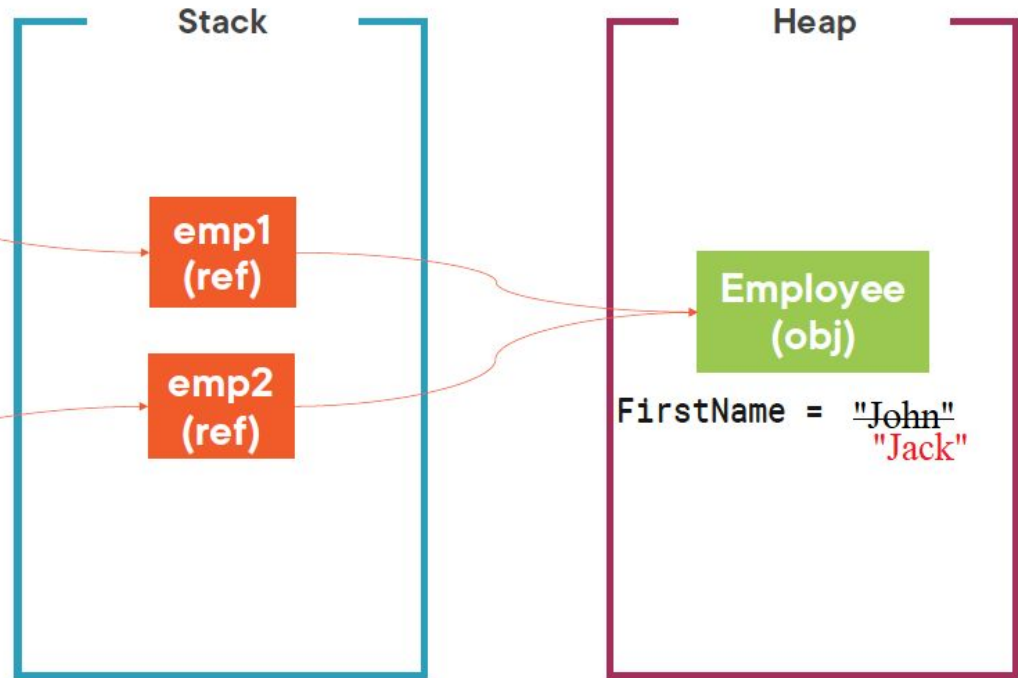 Stack
Heap
emp1
(ref)
emp2
(ref)
Employee
(obj)
FirstName = "John"
"Jack"